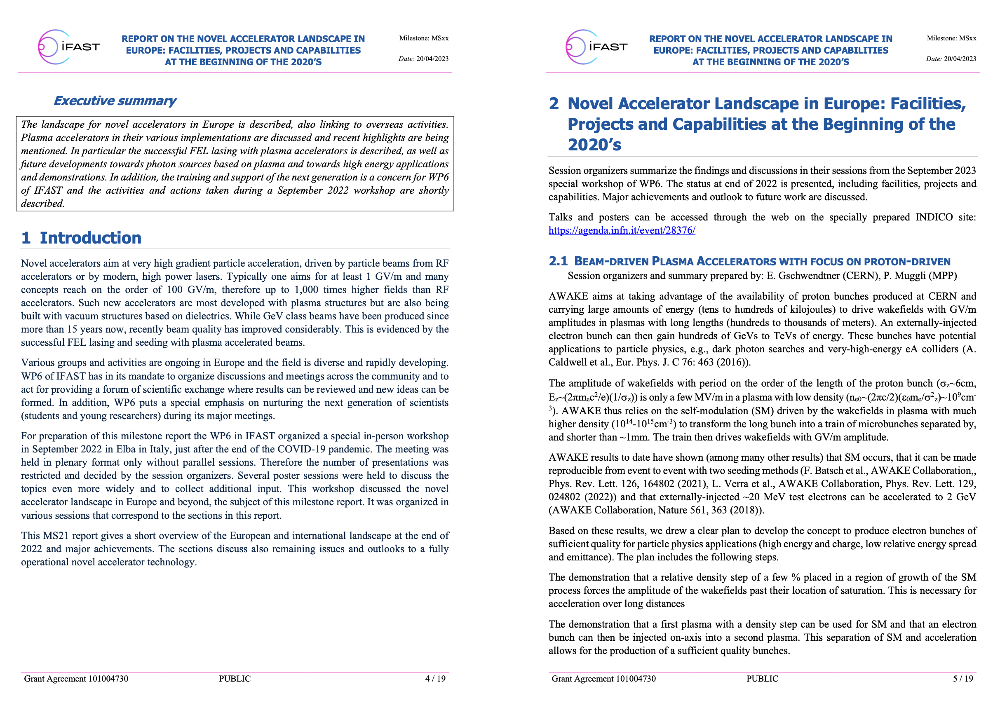 iFAST
REPORT ON THE NOVEL ACCELERATOR LANDSCAPE IN
EUROPE: FACILITIES, PROJECTS AND CAPABILITIES
AT THE BEGINNING OF THE 2020’S
Milestone: MSxx
Date: 20/04/2023
Executive summary
The landscape for novel accelerators in Europe is described, also linking to overseas activities.
Plasma accelerators in their various implementations are discussed and recent highlights are being
mentioned. In particular the successful FEL lasing with plasma accelerators is described, as well as
future developments towards photon sources based on plasma and towards high energy applications
and demonstrations. In addition, the training and support of the next generation is a concern for WP6
of IFAST and the activities and actions taken during a September 2022 workshop are shortly
described.
1 Introduction
Novel accelerators aim at very high gradient particle acceleration, driven by particle beams from RF
accelerators or by modern, high power lasers. Typically one aims for at least 1 GV/m and many
concepts reach on the order of 100 GV/m, therefore up to 1,000 times higher fields than RF
accelerators. Such new accelerators are most developed with plasma structures but are also being
built with vacuum structures based on dielectrics. While GeV class beams have been produced since
more than 15 years now, recently beam quality has improved considerably. This is evidenced by the
successful FEL lasing and seeding with plasma accelerated beams.
Various groups and activities are ongoing in Europe and the field is diverse and rapidly developing.
WP6 of IFAST has in its mandate to organize discussions and meetings across the community and to
act for providing a forum of scientific exchange where results can be reviewed and new ideas can be
formed. In addition, WP6 puts a special emphasis on nurturing the next generation of scientists
(students and young researchers) during its major meetings.
For preparation of this milestone report the WP6 in IFAST organized a special in-person workshop
in September 2022 in Elba in Italy, just after the end of the COVID-19 pandemic. The meeting was
held in plenary format only without parallel sessions. Therefore the number of presentations was
restricted and decided by the session organizers. Several poster sessions were held to discuss the
topics even more widely and to collect additional input. This workshop discussed the novel
accelerator landscape in Europe and beyond, the subject of this milestone report. It was organized in
various sessions that correspond to the sections in this report.
This MS21 report gives a short overview of the European and international landscape at the end of
2022 and major achievements. The sections discuss also remaining issues and outlooks to a fully
operational novel accelerator technology.
Grant Agreement 101004730
PUBLIC
4 / 19
iFAST
REPORT ON THE NOVEL ACCELERATOR LANDSCAPE IN
EUROPE: FACILITIES, PROJECTS AND CAPABILITIES
AT THE BEGINNING OF THE 2020’S
Milestone: MSxx
Date: 20/04/2023
2 Novel Accelerator Landscape in Europe: Facilities,
Projects and Capabilities at the Beginning of the
2020’s
Session organizers summarize the findings and discussions in their sessions from the September 2023
special workshop of WP6. The status at end of 2022 is presented, including facilities, projects and
capabilities. Major achievements and outlook to future work are discussed.
Talks and posters can be accessed through the web on the specially prepared INDICO site:
https://agenda.infn.it/event/28376/
2.1 BEAM-DRIVEN PLASMA ACCELERATORS WITH FOCUS ON PROTON-DRIVEN
Session organizers and summary prepared by: E. Gschwendtner (CERN), P. Muggli (MPP)
AWAKE aims at taking advantage of the availability of proton bunches produced at CERN and
carrying large amounts of energy (tens to hundreds of kilojoules) to drive wakefields with GV/m
amplitudes in plasmas with long lengths (hundreds to thousands of meters). An externally-injected
electron bunch can then gain hundreds of GeVs to TeVs of energy. These bunches have potential
applications to particle physics, e.g., dark photon searches and very-high-energy eA colliders (A.
Caldwell et al., Eur. Phys. J. C 76: 463 (2016)).
The amplitude of wakefields with period on the order of the length of the proton bunch (σz~6cm,
Ez~(2πmec²/e)(1/σz)) is only a few MV/m in a plasma with low density (ne0~(2πc/2)(ε0me/σ²z)~10⁹cm⁻
³). AWAKE thus relies on the self-modulation (SM) driven by the wakefields in plasma with much
higher density (10¹⁴-10¹⁵cm⁻³) to transform the long bunch into a train of microbunches separated by,
and shorter than ~1mm. The train then drives wakefields with GV/m amplitude.
AWAKE results to date have shown (among many other results) that SM occurs, that it can be made
reproducible from event to event with two seeding methods (F. Batsch et al., AWAKE Collaboration,,
Phys. Rev. Lett. 126, 164802 (2021), L. Verra et al., AWAKE Collaboration, Phys. Rev. Lett. 129,
024802 (2022)) and that externally-injected ~20 MeV test electrons can be accelerated to 2 GeV
(AWAKE Collaboration, Nature 561, 363 (2018)).
Based on these results, we drew a clear plan to develop the concept to produce electron bunches of
sufficient quality for particle physics applications (high energy and charge, low relative energy spread
and emittance). The plan includes the following steps.
The demonstration that a relative density step of a few % placed in a region of growth of the SM
process forces the amplitude of the wakefields past their location of saturation. This is necessary for
acceleration over long distances
The demonstration that a first plasma with a density step can be used for SM and that an electron
bunch can then be injected on-axis into a second plasma. This separation of SM and acceleration
allows for the production of a sufficient quality bunches.
Grant Agreement 101004730
PUBLIC
5 / 19